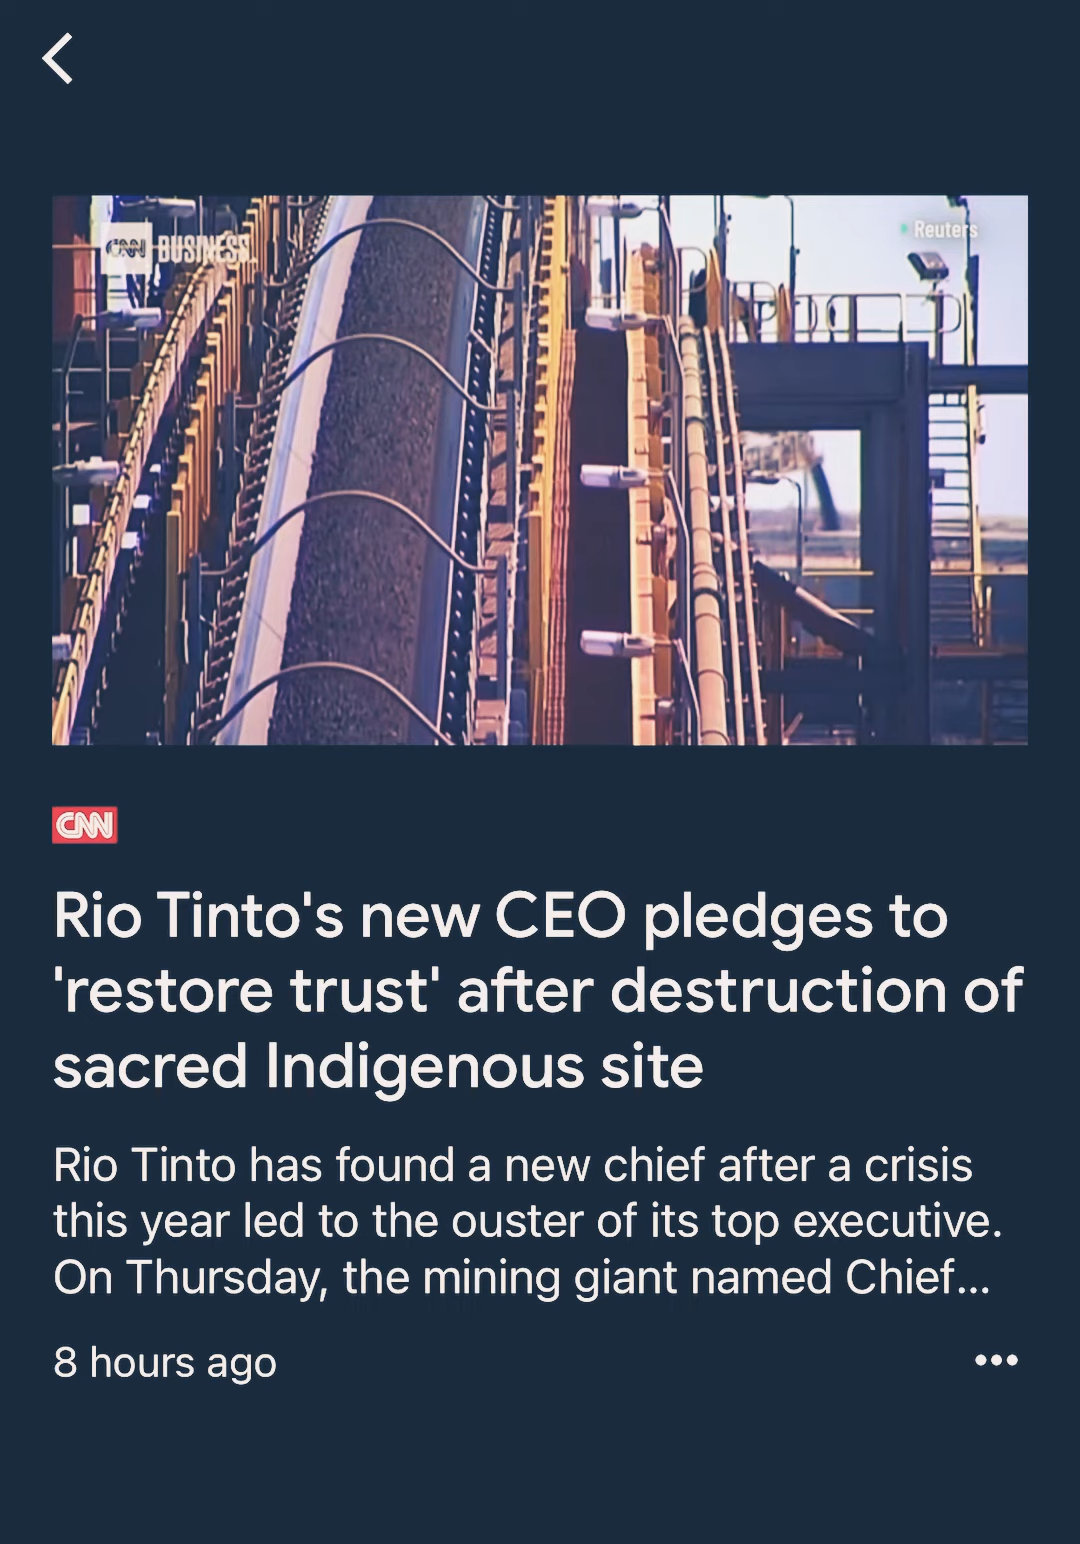 CNN BUSINESS
Reuters
CNN
Rio Tinto's new CEO pledges to
'restore trust' after destruction of
sacred Indigenous site
Rio Tinto has found a new chief after a crisis
this year led to the ouster of its top executive.
On Thursday, the mining giant named Chief...
8 hours ago